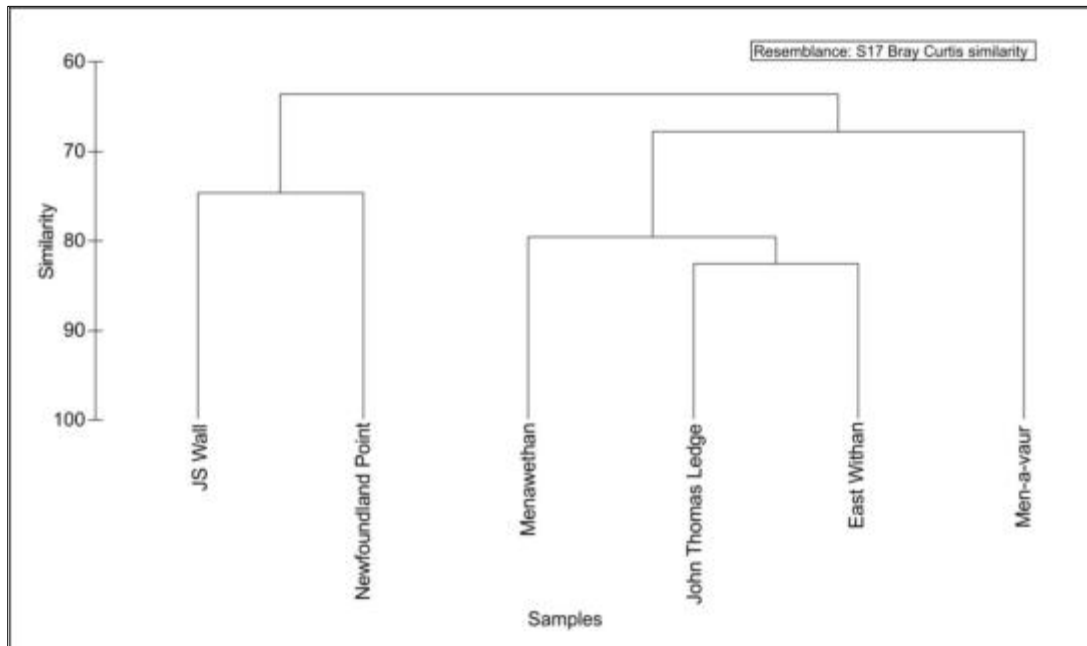 Resemblance: S17 Bray Curtis similarity
60
70
80
90
100
Similarity
JS Wall
Newfoundland Point
Menawethan
John Thomas Ledge
East Withan
Men-a-vaur
Samples